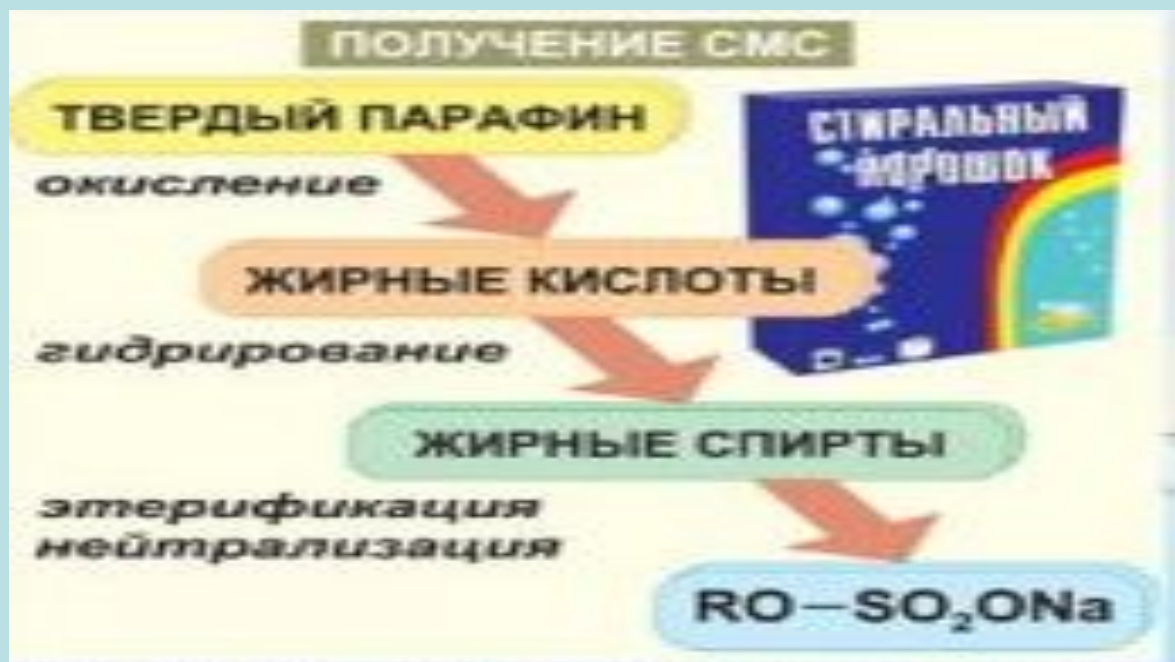 ПОЛУЧЕНИЕ СМС
ТВЕРДЫЙ ПАРАФИН
СТИРАЛЬНЫЙ
ПОРОШОК
окисление
ЖИРНЫЕ КИСЛОТЫ
гидрирование
ЖИРНЫЕ СПИРТЫ
этерификация
нейтрализация
RO—SO₂ONa